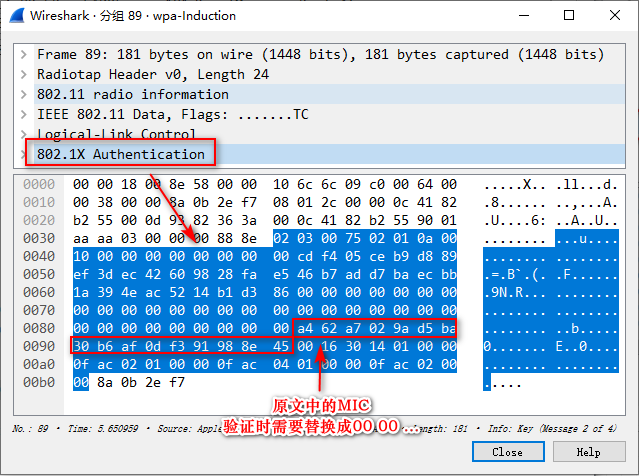 Wireshark · 分组 89 · wpa-Induction
Frame 89: 181 bytes on wire (1448 bits), 181 bytes captured (1448 bits)
Radiotap Header v0, Length 24
802.11 radio information
IEEE 802.11 Data, Flags: .......TC
Logical-Link Control
802.1X Authentication
0000 00 00 18 00 8e 58 00 00 10 6c 6c 09 c0 00 64 00 .....X...ll...d.
0010 00 38 00 00 8a 0b 2e f7 08 01 2c 00 00 0c 41 82 .8........,...A.
0020 b2 55 00 0d 93 82 36 3a 00 0c 41 82 b2 55 90 01 .U....6:..A..U..
0030 aa aa 03 00 00 00 88 8e 02 03 00 75 02 01 0a 00 ...........u....
0040 10 00 00 00 00 00 00 00 00 cd f4 05 ce b9 d8 89 ................
0050 ef 3d ec 42 60 98 28 fa e5 46 b7 ad d7 ba ec bb .=.B`.(..F......
0060 1a 39 4e ac 52 14 b1 d3 86 00 00 00 00 00 00 00 .9N.R...........
0070 00 00 00 00 00 00 00 00 00 00 00 00 00 00 00 00 ................
0080 00 00 00 00 00 00 00 00 00 a4 62 a7 02 9a d5 ba ..........b.....
0090 30 b6 af 0d f3 91 98 8e 45 00 16 30 14 01 00 00 0.......E..0....
00a0 0f ac 02 01 00 00 0f ac 04 01 00 00 0f ac 02 00 ................
00b0 00 8a 0b 2e f7 .....
原文中的MIC
验证时需要替换成00 00 ...
No.: 89 · Time: 5.650959 · Source: Apple Length: 181 · Info: Key (Message 2 of 4)
Close
Help